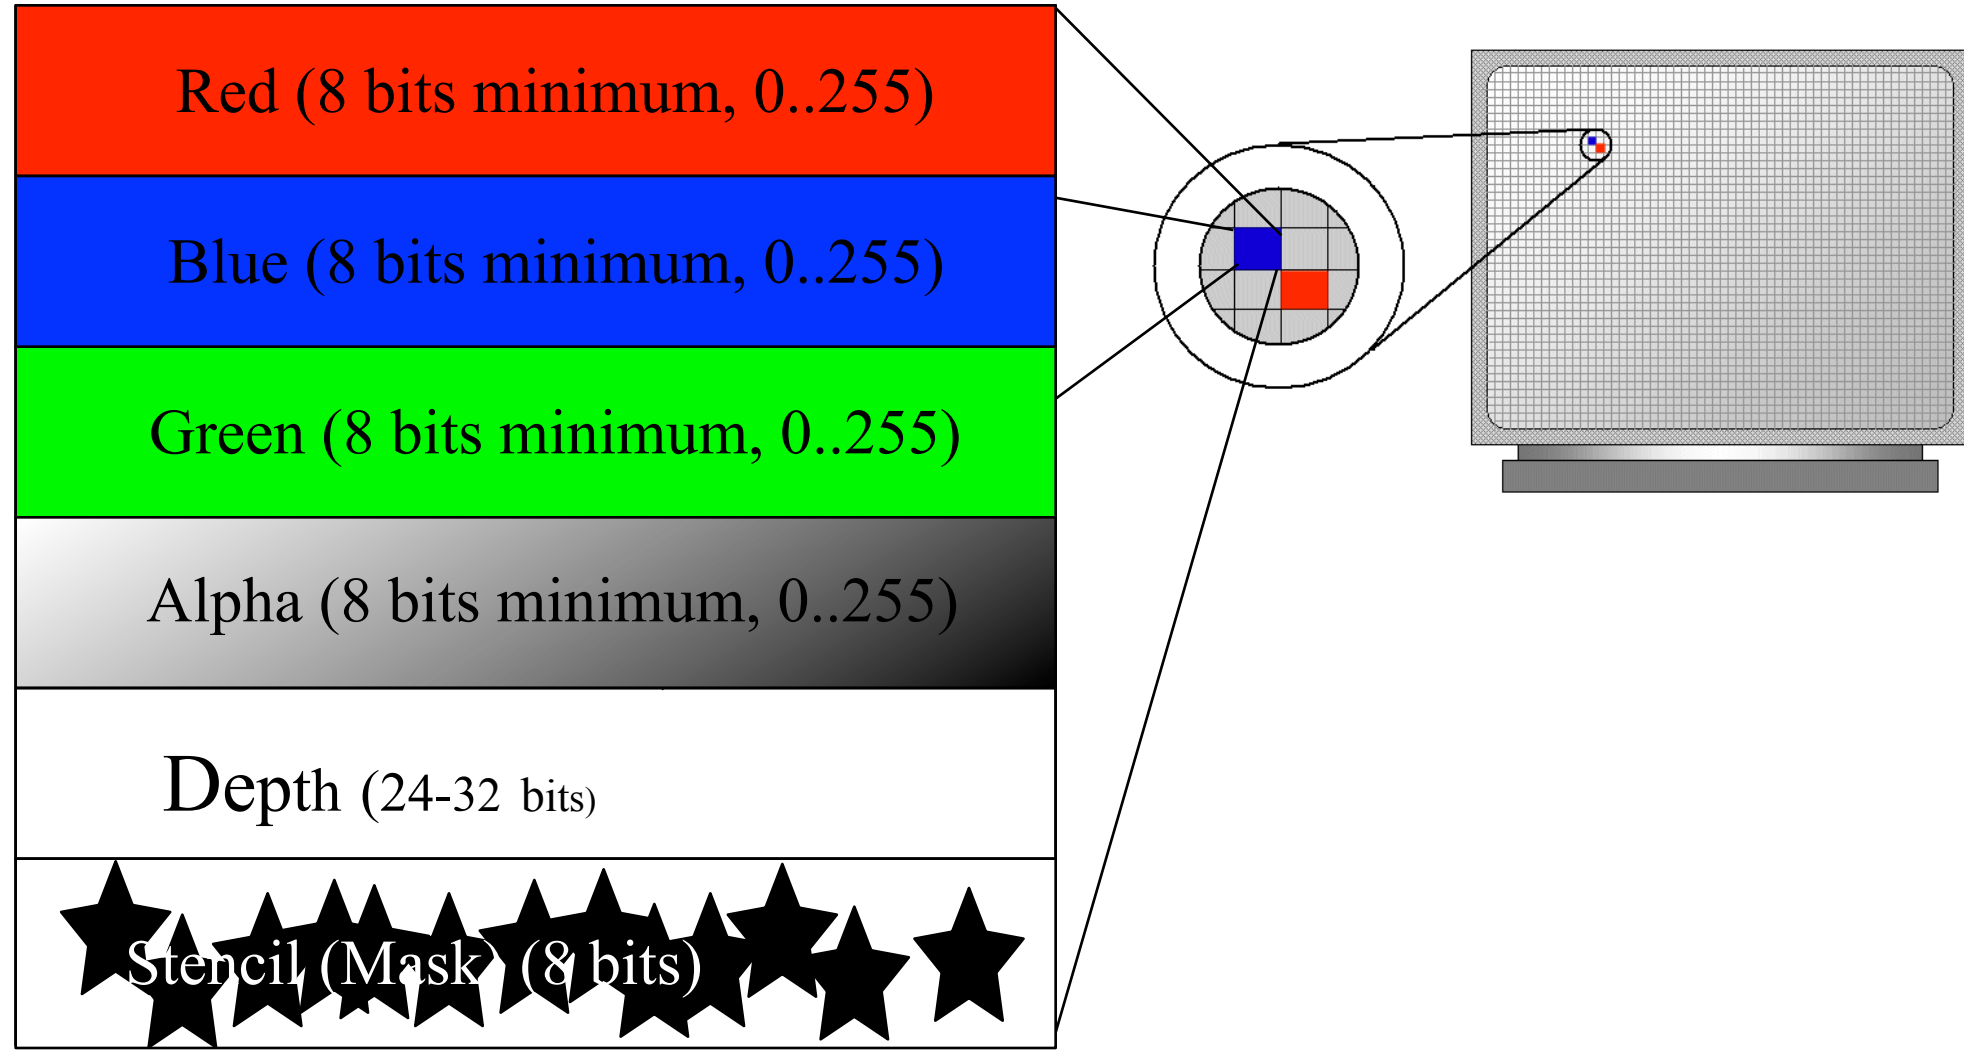 Red (8 bits minimum, 0..255)
Blue (8 bits minimum, 0..255)
Green (8 bits minimum, 0..255)
Alpha (8 bits minimum, 0..255)
Depth (24-32 bits)
Stencil (Mask) (8 bits)